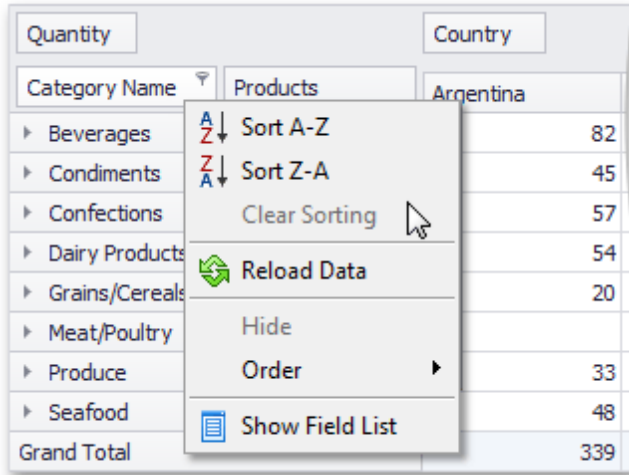 Quantity Country
Category Name Products Argentina
Beverages 82
Sort A-Z
Condiments 45
Sort Z-A
Confections 57
Clear Sorting
Dairy Products 54
Reload Data
Grains/Cereals 20
Meat/Poultry
Hide
Produce 33
Order
Seafood 48
Show Field List
Grand Total 339